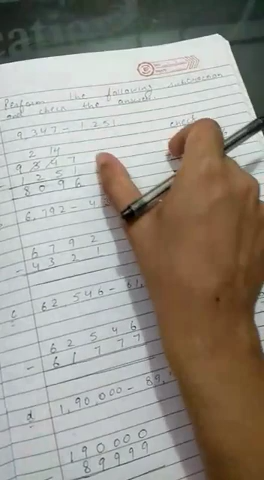 Perform the following subtraction
and check the answer
9,347 - 1,251
check
2 14
9 3 4 7
- 1 2 5 1
8 0 9 6
6,792 - 4
6 7 9 2
- 4 3 2 1
c 62,546 - 61,
6 2 5 4 6
- 6 1 7 7 7
d 1,90,000 - 89,
1 9 0 0 0 0
8 9 9 9 9